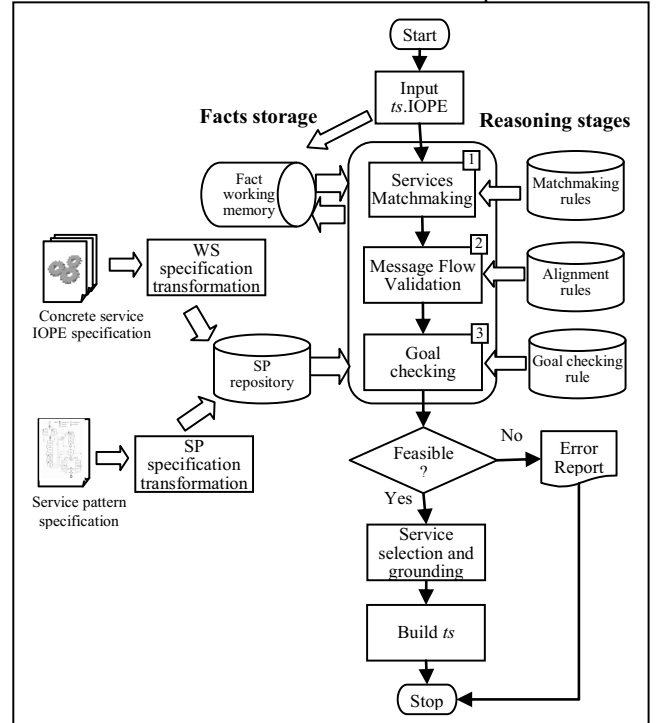 Start
Input
ts.IOPE
Facts storage
Reasoning stages
1
Services
Matchmaking
Fact
working
memory
Matchmaking
rules
2
Message Flow
Validation
WS
specification
transformation
Alignment
rules
Concrete service
IOPE specification
3
Goal
checking
SP
repository
Goal checking
rule
SP
specification
transformation
Service pattern
specification
Feasible
?
No
Error
Report
Yes
Service
selection and
grounding
Build ts
Stop